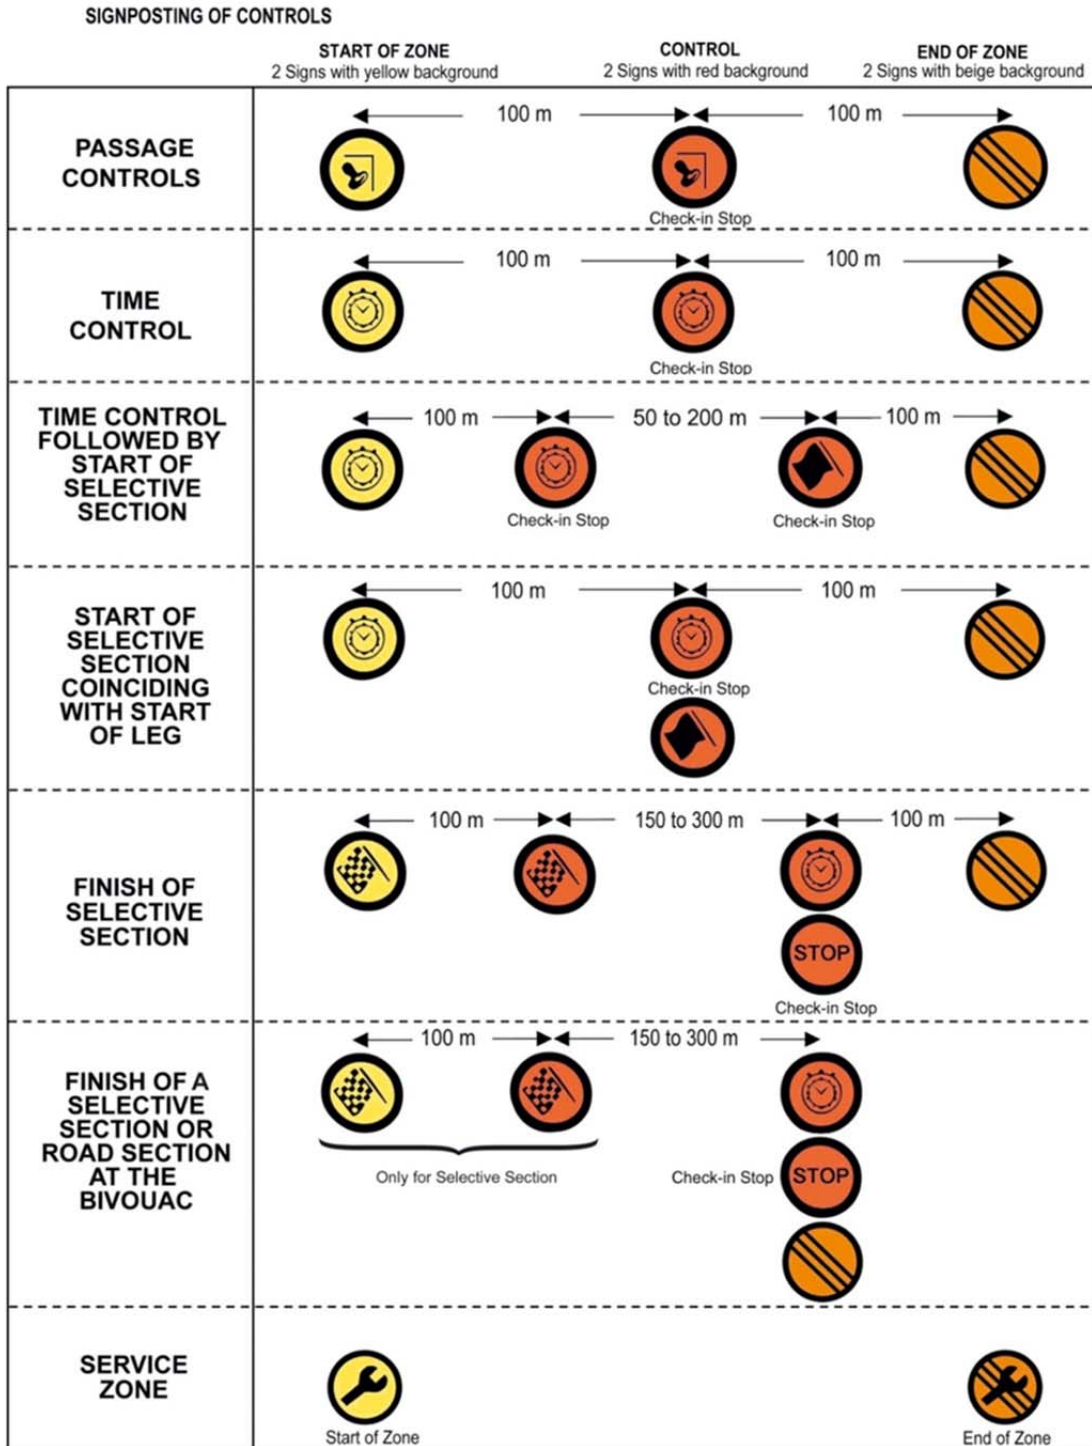 SIGNPOSTING OF CONTROLS
START OF ZONE
2 Signs with yellow background
CONTROL
2 Signs with red background
END OF ZONE
2 Signs with beige background
PASSAGE
CONTROLS
100 m
100 m
Check-in Stop
TIME
CONTROL
100 m
100 m
Check-in Stop
TIME CONTROL
FOLLOWED BY
START OF
SELECTIVE
SECTION
100 m
50 to 200 m
100 m
Check-in Stop
Check-in Stop
START OF
SELECTIVE
SECTION
COINCIDING
WITH START
OF LEG
100 m
100 m
Check-in Stop
FINISH OF
SELECTIVE
SECTION
100 m
150 to 300 m
100 m
STOP
Check-in Stop
FINISH OF A
SELECTIVE
SECTION OR
ROAD SECTION
AT THE
BIVOUAC
100 m
150 to 300 m
Only for Selective Section
Check-in Stop
STOP
SERVICE
ZONE
Start of Zone
End of Zone